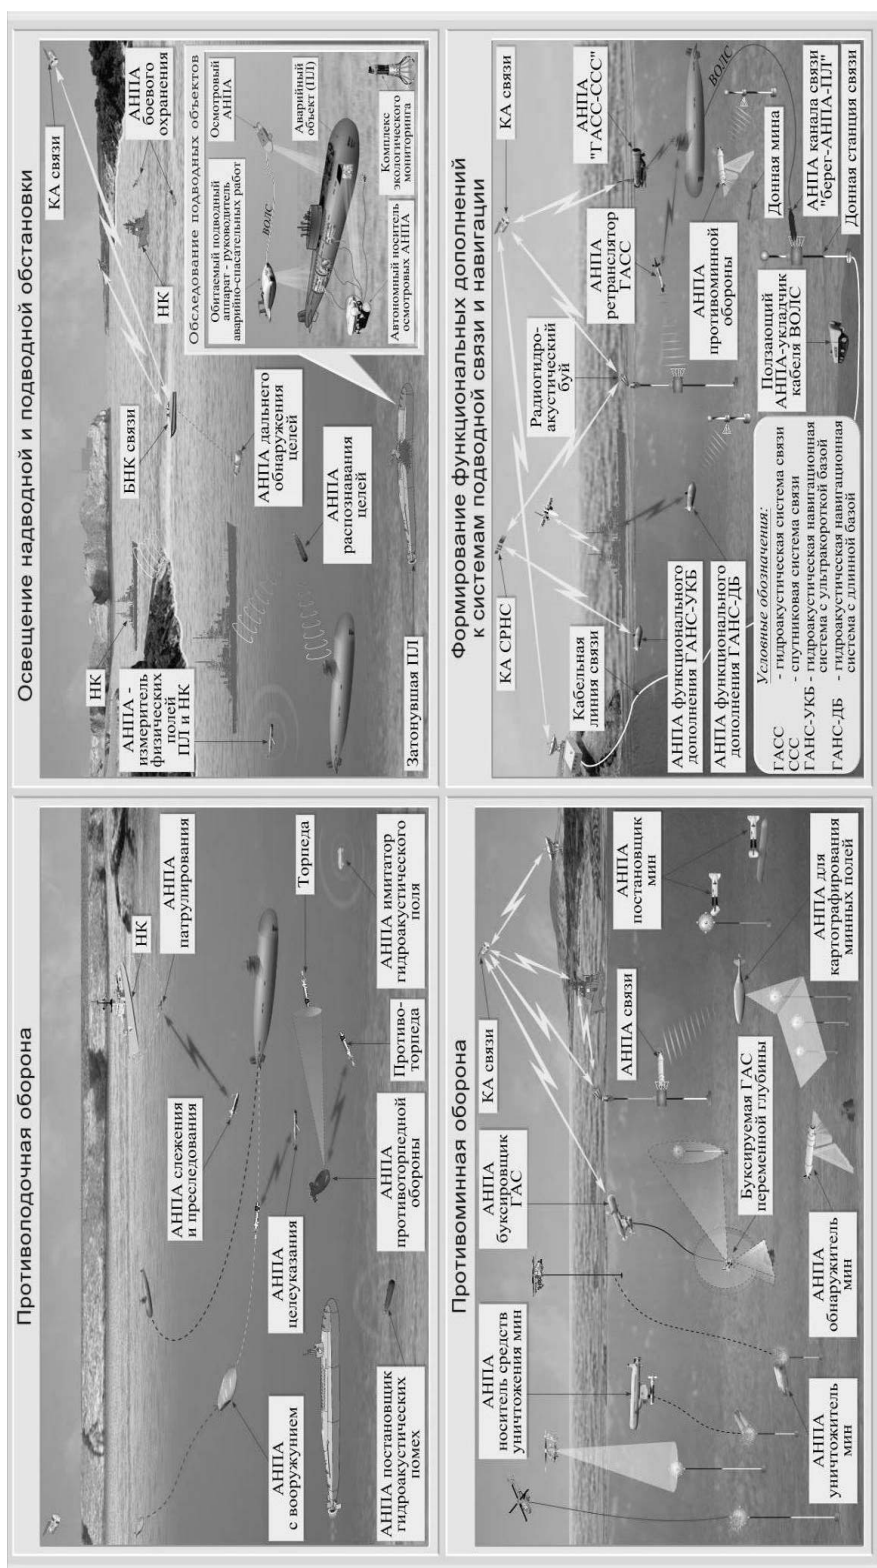 Противолодочная оборона
НК
АНПА
патрулирования
АНПА слежения
и преследования
Торпеда
АНПА имитатор
гидроакустического
поля
Противо-
торпеда
АНПА
противоторпедной
обороны
АНПА
целеуказания
АНПА
с вооружунием
АНПА постановщик
гидроакустических
помех
Освещение надводной и подводной обстановки
КА связи
АНПА
боевого
охранения
НК
БНК связи
НК
АНПА -
измеритель
физических
полей
ПЛ и НК
АНПА дальнего
обнаружения
целей
АНПА
распознавания
целей
Затонувшая ПЛ
Обследование подводных объектов
Обитаемый подводный
аппарат - руководитель
аварийно-спасательных работ
ВОЛС
Осмотровый
АНПА
Аварийный
объект (ПЛ)
Автономный носитель
осмотровых АНПА
Комплекс
экологического
мониторинга
Противоминная оборона
КА связи
АНПА
буксировщик
ГАС
АНПА
носитель средств
уничтожения мин
АНПА связи
АНПА
постановщик
мин
Буксируемая ГАС
переменной глубины
АНПА для
картографирования
минных полей
АНПА
обнаружитель
мин
АНПА
уничтожитель
мин
Формирование функциональных дополнений
к системам подводной связи и навигации
КА СРНС
КА связи
Кабельная
линия связи
Радиогидро-
акустический
буй
АНПА
ретранслятор
ГАСС
АНПА
"ГАСС-ССС"
ВОЛС
АНПА функционального
дополнения ГАНС-УКБ
АНПА функционального
дополнения ГАНС-ДБ
АНПА
противоминной
обороны
Донная мина
Ползающий
АНПА-укладчик
кабеля ВОЛС
АНПА канала связи
"берег-АНПА-ПЛ"
Донная станция связи
Условные обозначения:
ГАСС - гидроакустическая система связи
ССС - спутниковая система связи
ГАНС-УКБ - гидроакустическая навигационная
система с ультракороткой базой
ГАНС-ДБ - гидроакустическая навигационная
система с длинной базой